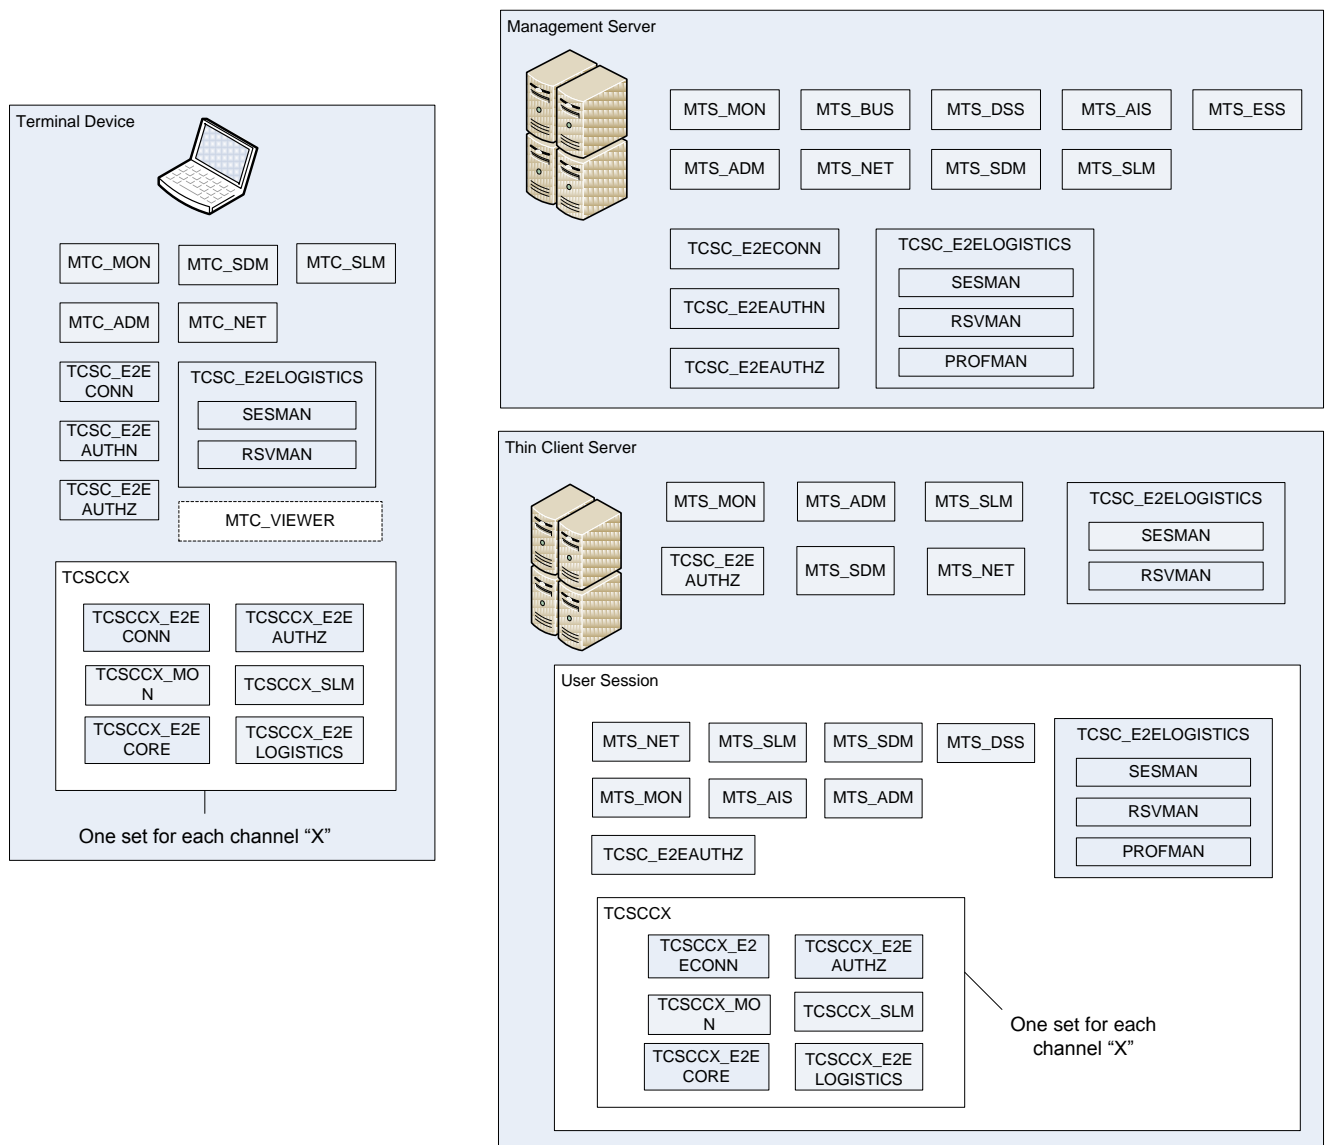 Terminal Device
MTC_MON
MTC_SDM
MTC_SLM
MTC_ADM
MTC_NET
TCSC_E2E
CONN
TCSC_E2E
AUTHN
TCSC_E2E
AUTHZ
TCSC_E2ELOGISTICS
SESMAN
RSVMAN
MTC_VIEWER
TCSCCX
TCSCCX_E2E
CONN
TCSCCX_E2E
AUTHZ
TCSCCX_MO
N
TCSCCX_SLM
TCSCCX_E2E
CORE
TCSCCX_E2E
LOGISTICS
One set for each channel “X”
Management Server
MTS_MON
MTS_BUS
MTS_DSS
MTS_AIS
MTS_ESS
MTS_ADM
MTS_NET
MTS_SDM
MTS_SLM
TCSC_E2ECONN
TCSC_E2EAUTHN
TCSC_E2EAUTHZ
TCSC_E2ELOGISTICS
SESMAN
RSVMAN
PROFMAN
Thin Client Server
MTS_MON
MTS_ADM
MTS_SLM
TCSC_E2E
AUTHZ
MTS_SDM
MTS_NET
TCSC_E2ELOGISTICS
SESMAN
RSVMAN
User Session
MTS_NET
MTS_SLM
MTS_SDM
MTS_DSS
MTS_MON
MTS_AIS
MTS_ADM
TCSC_E2EAUTHZ
TCSC_E2ELOGISTICS
SESMAN
RSVMAN
PROFMAN
TCSCCX
TCSCCX_E2
ECONN
TCSCCX_E2E
AUTHZ
TCSCCX_MO
N
TCSCCX_SLM
TCSCCX_E2E
CORE
TCSCCX_E2E
LOGISTICS
One set for each
channel “X”